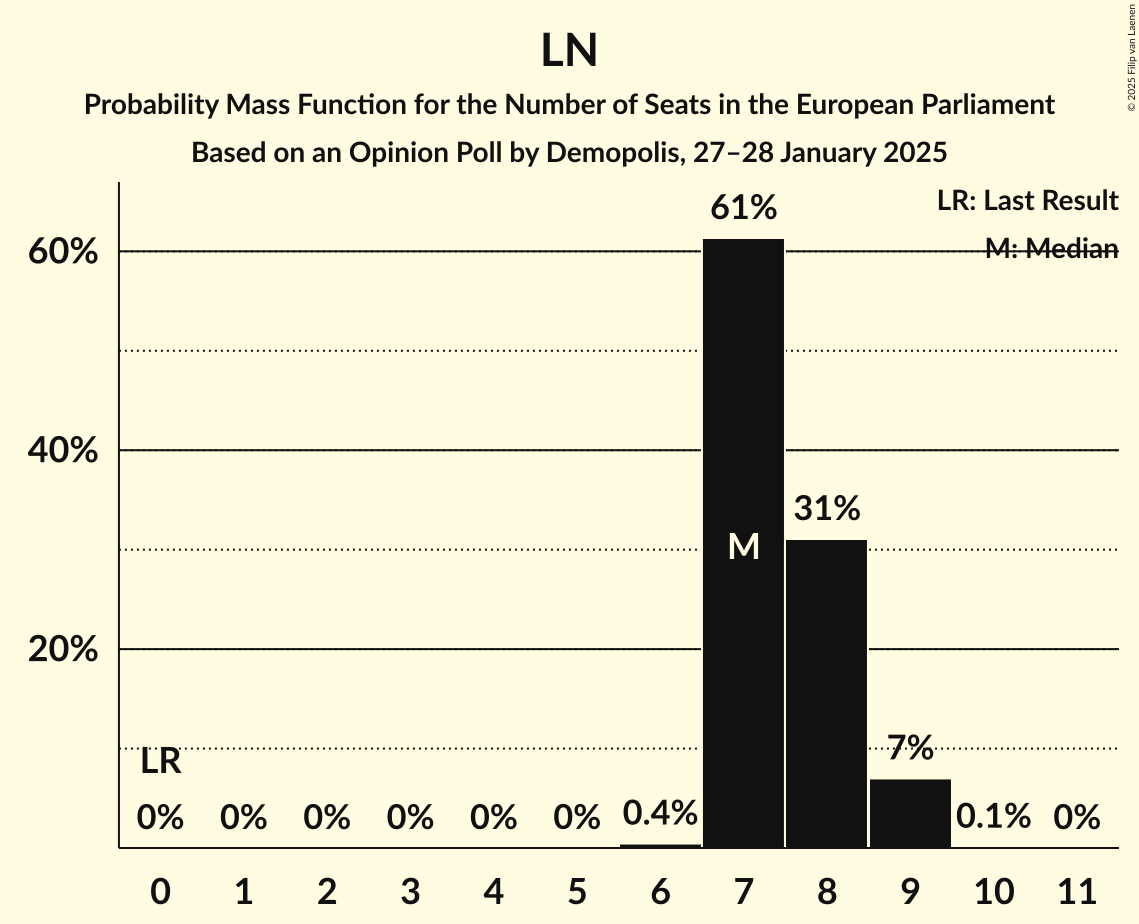 LN
Probability Mass Function for the Number of Seats in the European Parliament
Based on an Opinion Poll by Demopolis, 27–28 January 2025
© 2025 Filip van Laenen
LR: Last Result
M: Median
60%
40%
20%
61%
31%
M
7%
LR
0%
0%
0%
0%
0%
0%
0.4%
0.1%
0%
0 1 2 3 4 5 6 7 8 9 10 11